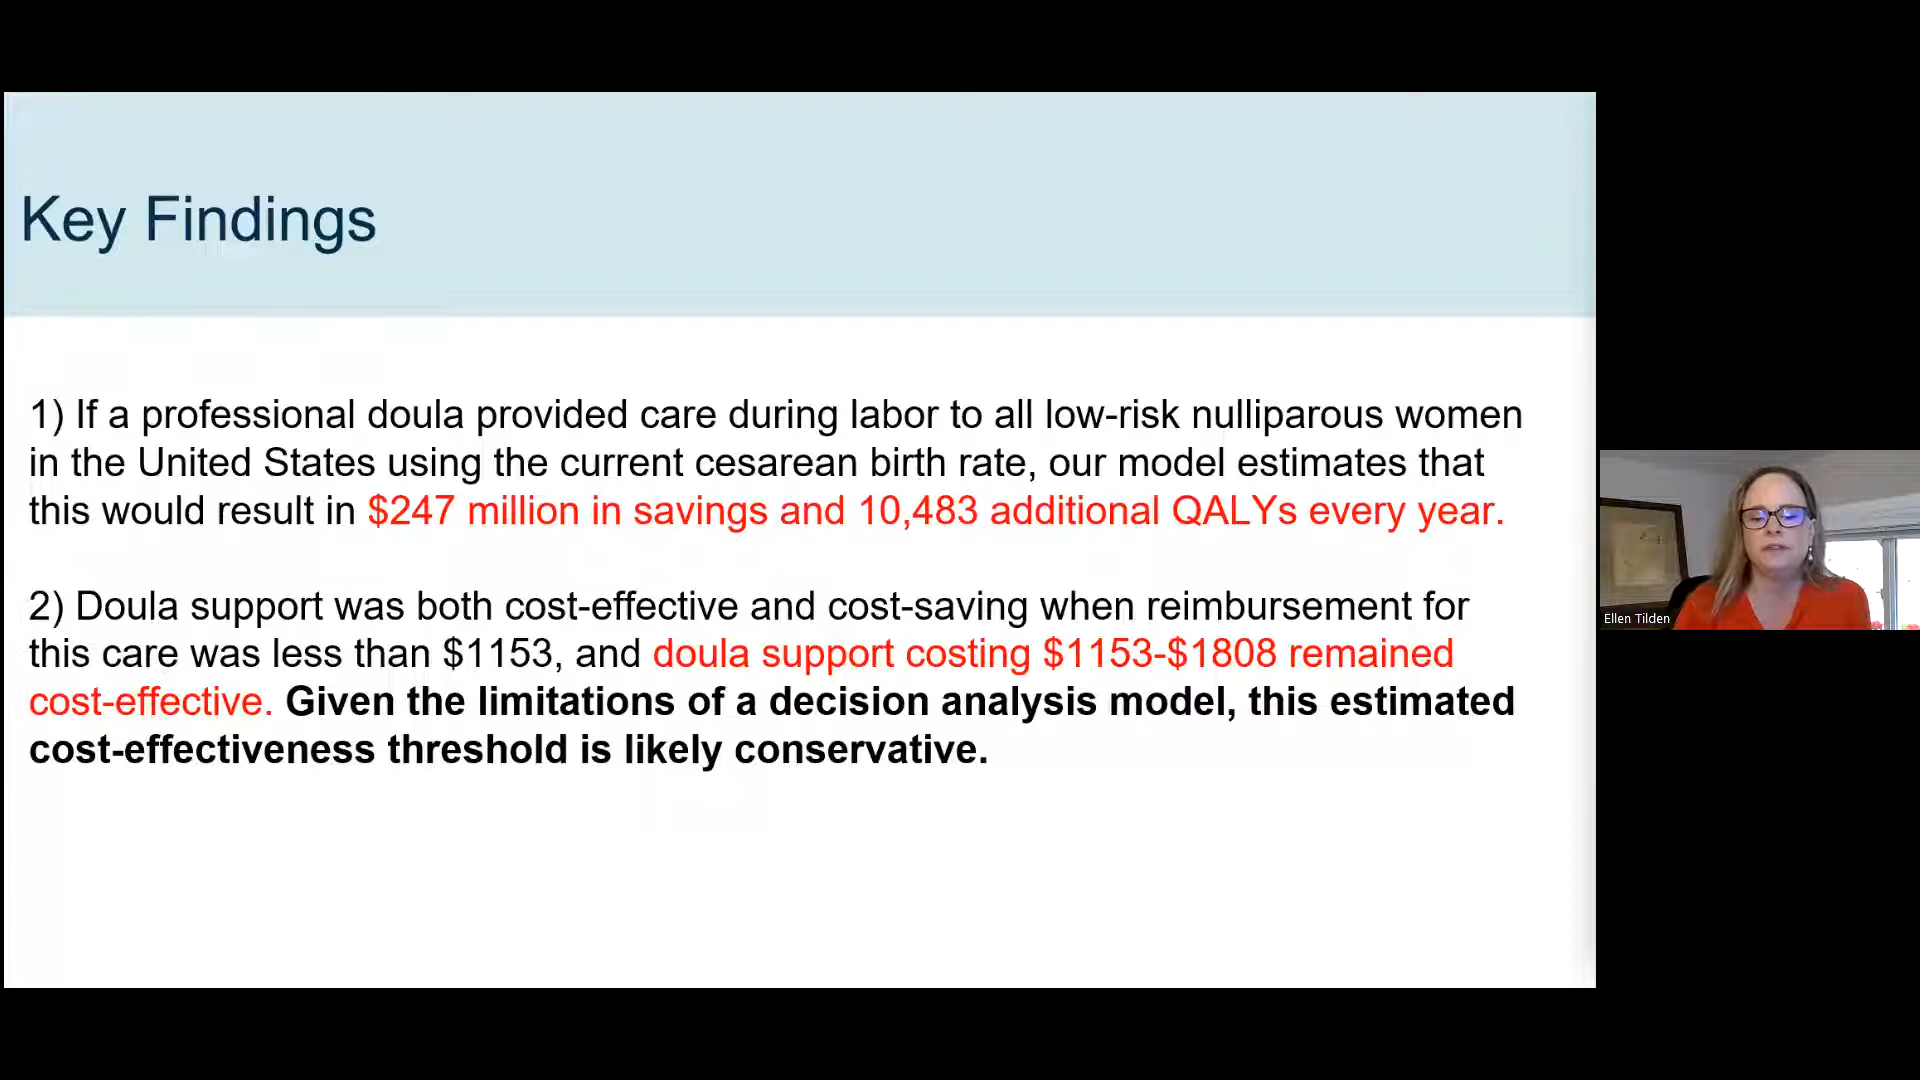 Key Findings
1) If a professional doula provided care during labor to all low-risk nulliparous women
in the United States using the current cesarean birth rate, our model estimates that
this would result in $247 million in savings and 10,483 additional QALYs every year.
2) Doula support was both cost-effective and cost-saving when reimbursement for
this care was less than $1153, and doula support costing $1153-$1808 remained
cost-effective. Given the limitations of a decision analysis model, this estimated
cost-effectiveness threshold is likely conservative.
Ellen Tilden